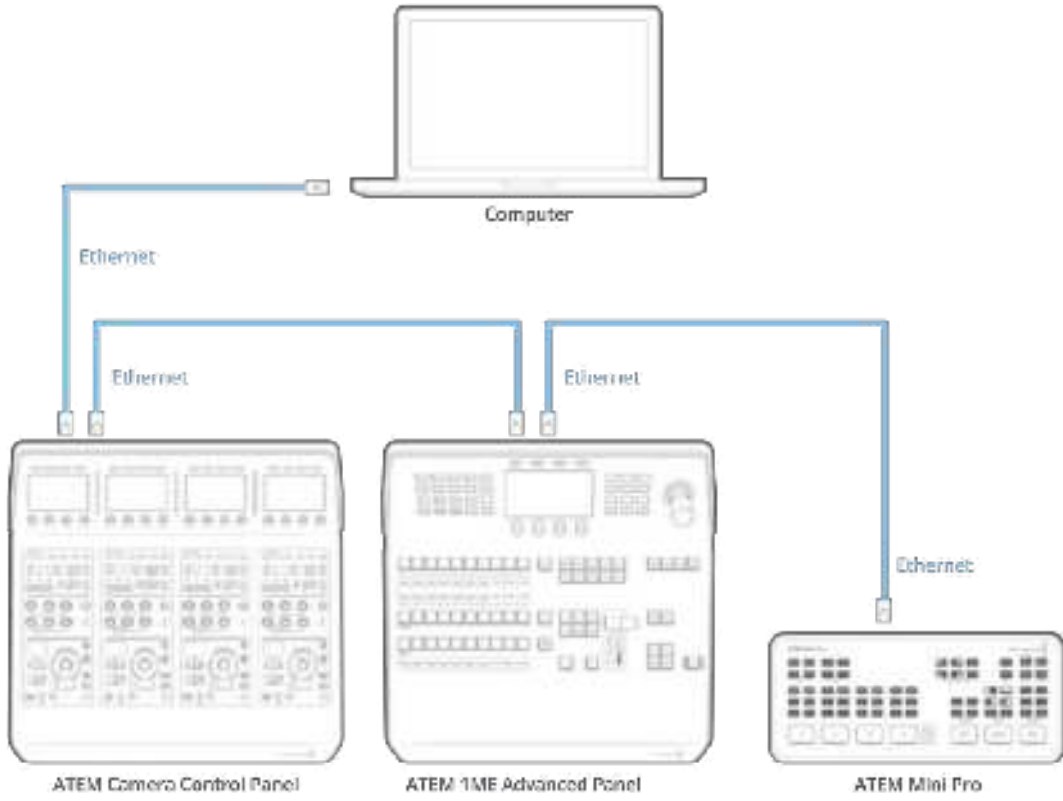 Computer
Ethernet
Ethernet
Ethernet
Ethernet
ATEM Camera Control Panel
ATEM 1ME Advanced Panel
ATEM Mini Pro